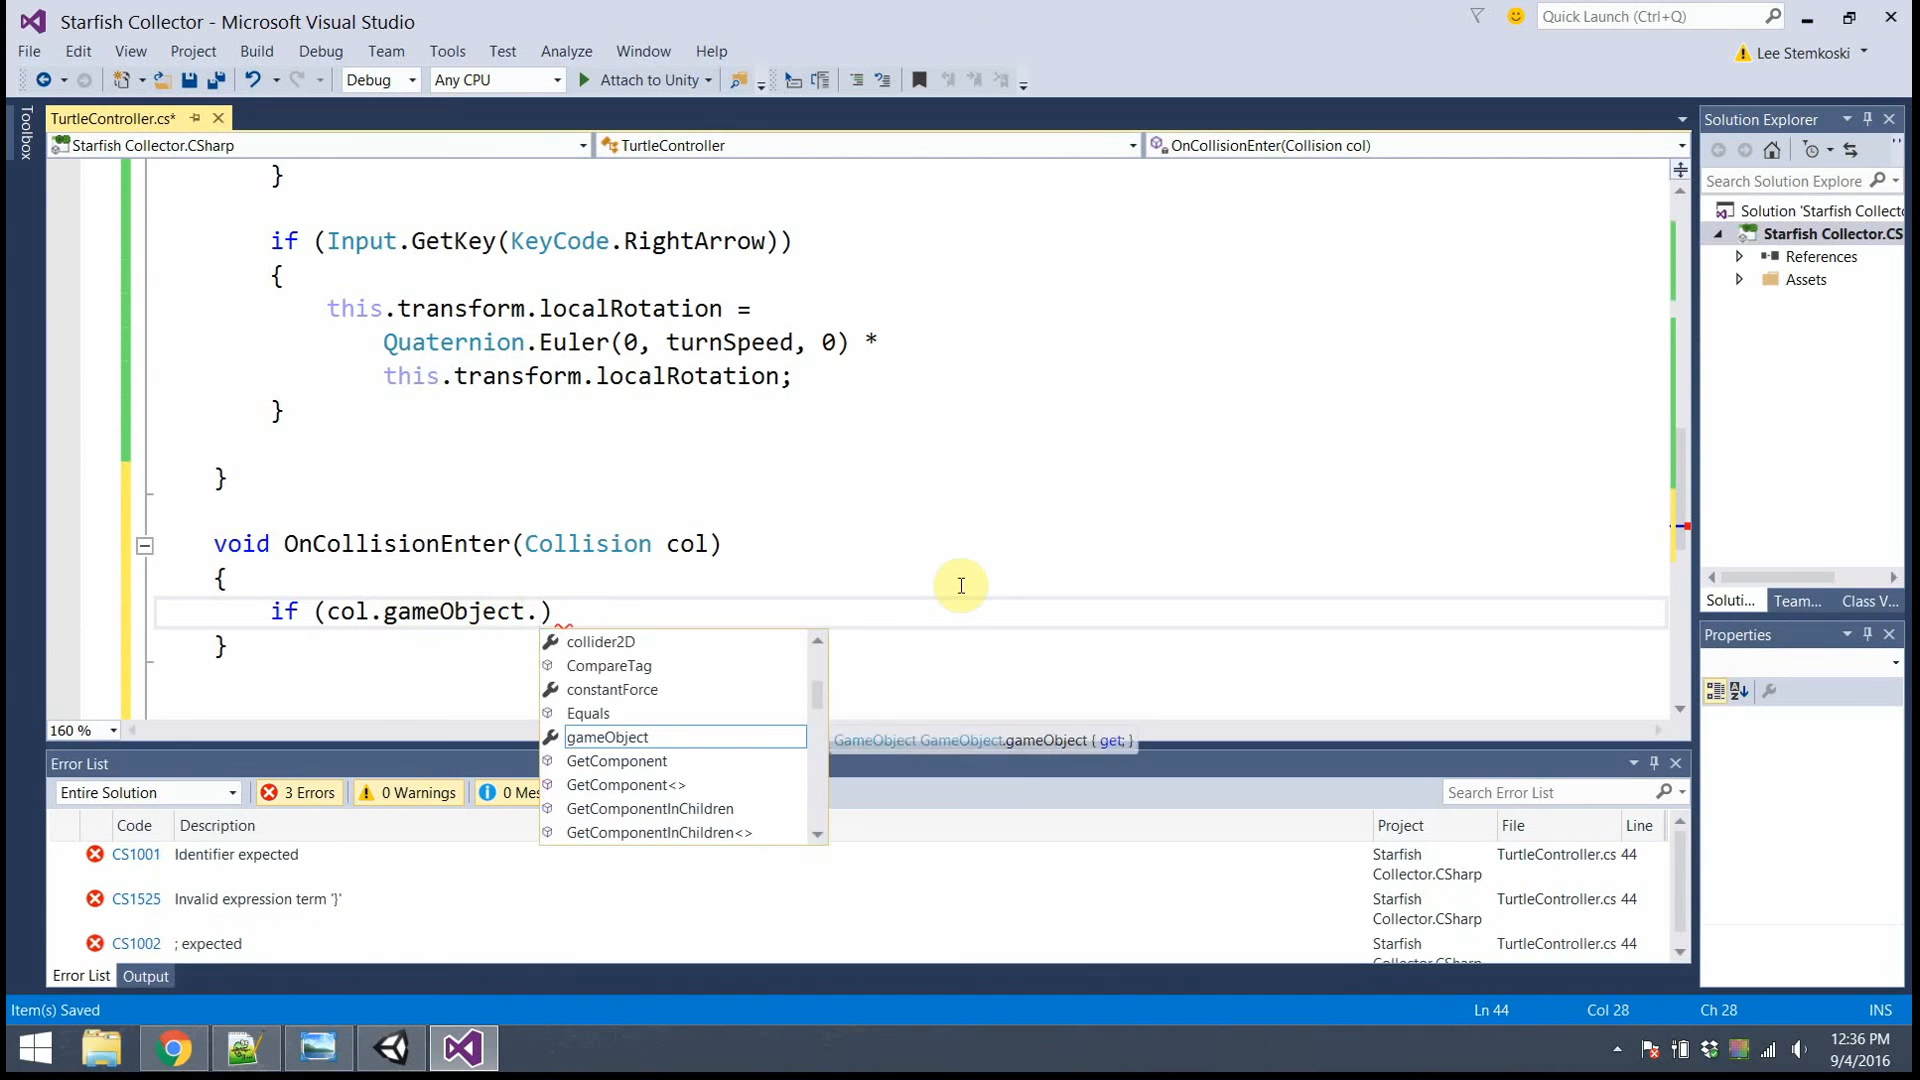 Starfish Collector - Microsoft Visual Studio
Quick Launch (Ctrl+Q)
File Edit View Project Build Debug Team Tools Test Analyze Window Help
Lee Stemkoski
Debug Any CPU Attach to Unity
Toolbox
TurtleController.cs*
Starfish Collector.CSharp TurtleController OnCollisionEnter(Collision col)
}
if (Input.GetKey(KeyCode.RightArrow))
{
this.transform.localRotation =
Quaternion.Euler(0, turnSpeed, 0) *
this.transform.localRotation;
}
}
void OnCollisionEnter(Collision col)
{
if (col.gameObject.)
}
collider2D
CompareTag
constantForce
Equals
gameObject
GetComponent
GetComponent<>
GetComponentInChildren
GetComponentInChildren<>
GameObject GameObject.gameObject { get; }
160 %
Solution Explorer
Search Solution Explore
Solution 'Starfish Collecto
Starfish Collector.CS
References
Assets
Soluti... Team... Class V...
Properties
Error List
Entire Solution 3 Errors 0 Warnings 0 Mes
Search Error List
Code Description Project File Line
CS1001 Identifier expected Starfish Collector.CSharp TurtleController.cs 44
CS1525 Invalid expression term '}' Starfish Collector.CSharp TurtleController.cs 44
CS1002 ; expected Starfish Collector.CSharp TurtleController.cs 44
Error List Output
Item(s) Saved Ln 44 Col 28 Ch 28 INS
12:36 PM
9/4/2016